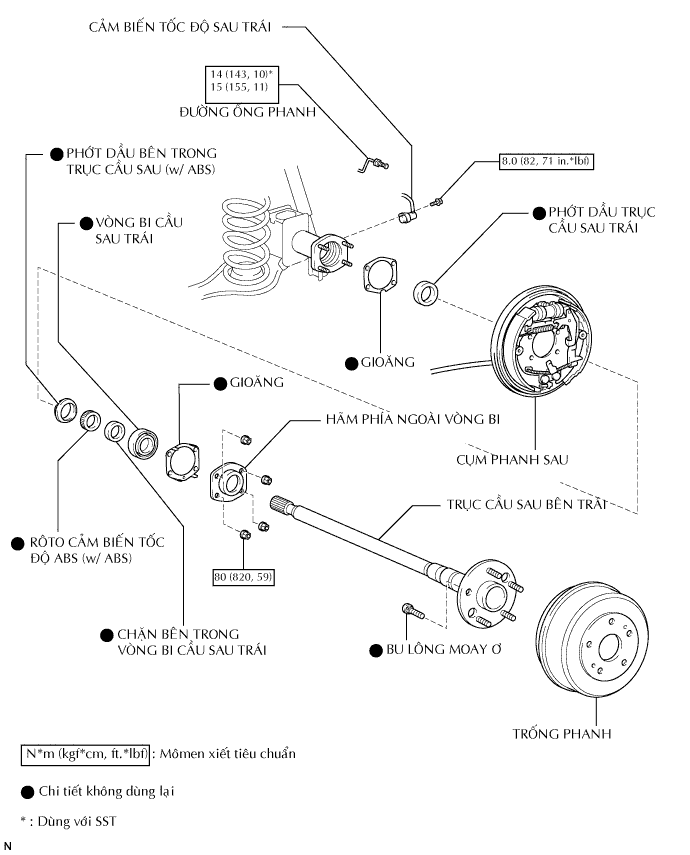 CẢM BIẾN TỐC ĐỘ SAU TRÁI
14 (143, 10)*
15 (155, 11)
ĐƯỜNG ỐNG PHANH
PHỚT DẦU BÊN TRONG
TRỤC CẦU SAU (w/ ABS)
8.0 (82, 71 in.*lbf)
VÒNG BI CẦU
SAU TRÁI
PHỚT DẦU TRỤC
CẦU SAU TRÁI
GIOĂNG
GIOĂNG
HÃM PHÍA NGOÀI VÒNG BI
CỤM PHANH SAU
TRỤC CẦU SAU BÊN TRÁI
RÔTO CẢM BIẾN TỐC
ĐỘ ABS (w/ ABS)
80 (820, 59)
CHẶN BÊN TRONG
VÒNG BI CẦU SAU TRÁI
BU LÔNG MOAY Ơ
TRỐNG PHANH
N*m (kgf*cm, ft.*lbf) : Mômen xiết tiêu chuẩn
Chi tiết không dùng lại
* : Dùng với SST
N